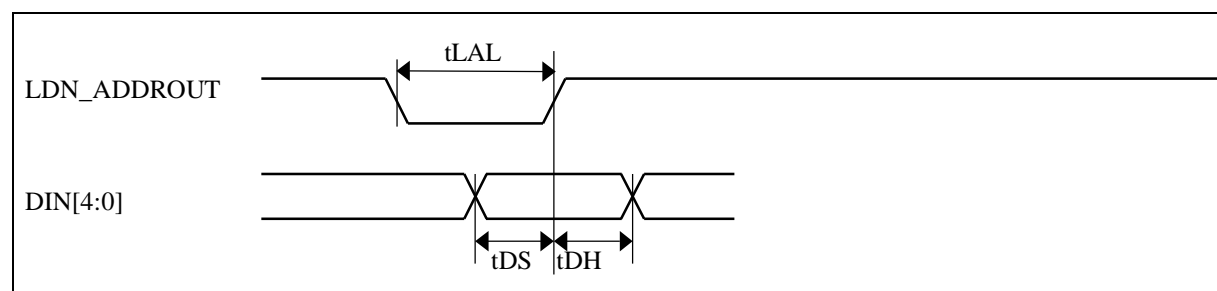 tLAL
LDN_ADDROUT
DIN[4:0]
tDS
tDH